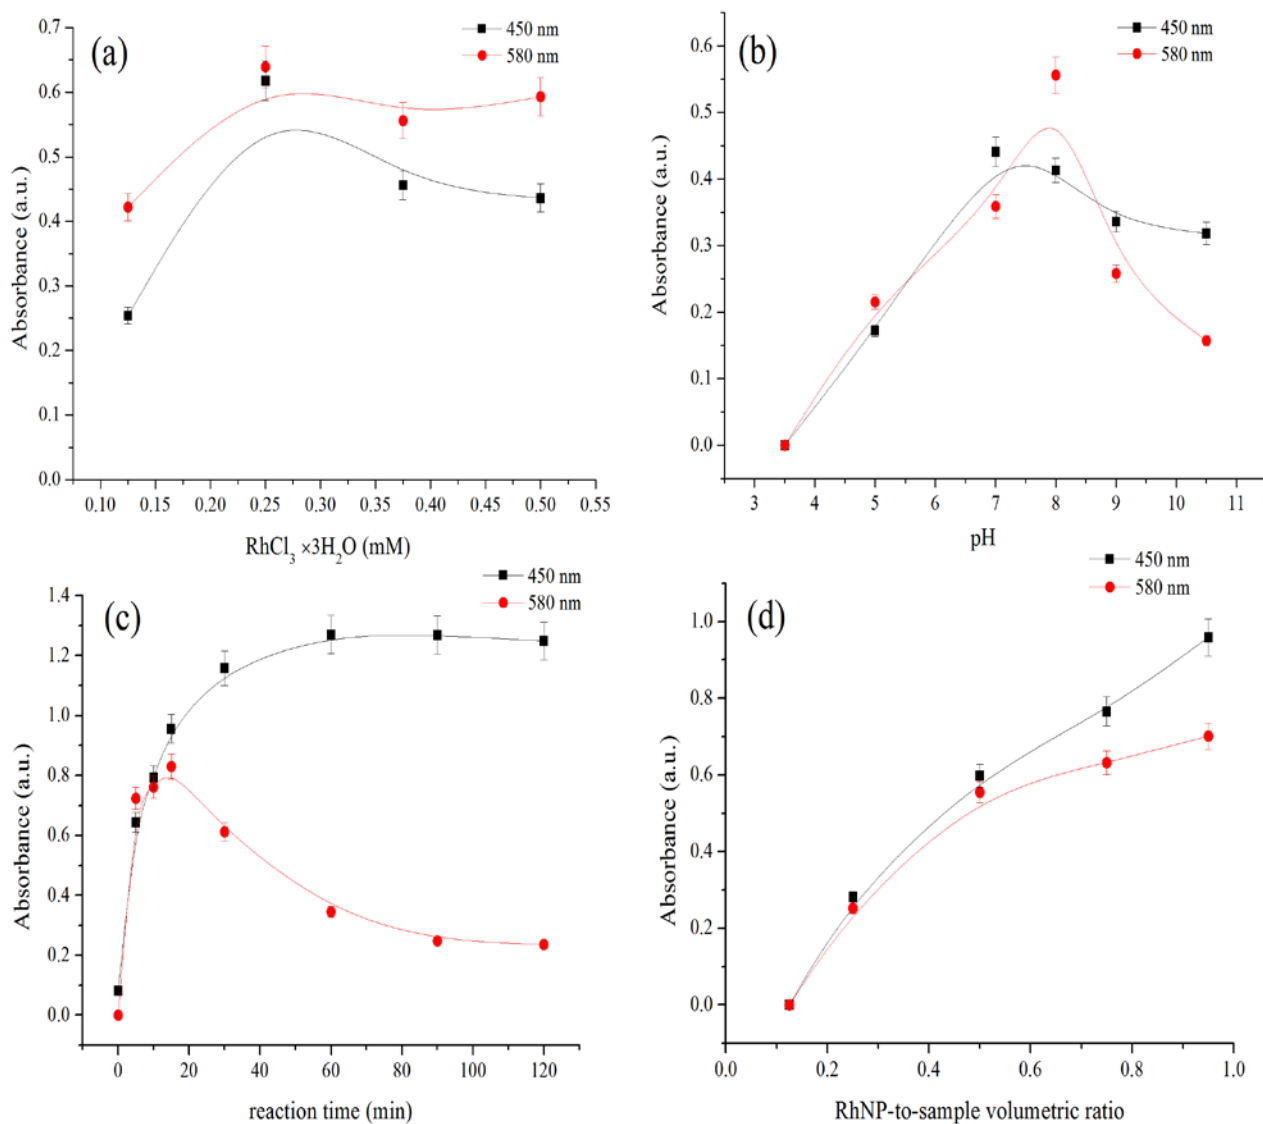 (a)
450 nm
580 nm
0.7
0.6
0.5
0.4
0.3
0.2
0.1
0.0
Absorbance (a.u.)
0.10 0.15 0.20 0.25 0.30 0.35 0.40 0.45 0.50 0.55
RhCl₃ ×3H₂O (mM)
(b)
450 nm
580 nm
0.6
0.5
0.4
0.3
0.2
0.1
0.0
Absorbance (a.u.)
3 4 5 6 7 8 9 10 11
pH
(c)
450 nm
580 nm
1.4
1.2
1.0
0.8
0.6
0.4
0.2
0.0
Absorbance (a.u.)
0 20 40 60 80 100 120
reaction time (min)
(d)
450 nm
580 nm
1.0
0.8
0.6
0.4
0.2
0.0
Absorbance (a.u.)
0.0 0.2 0.4 0.6 0.8 1.0
RhNP-to-sample volumetric ratio